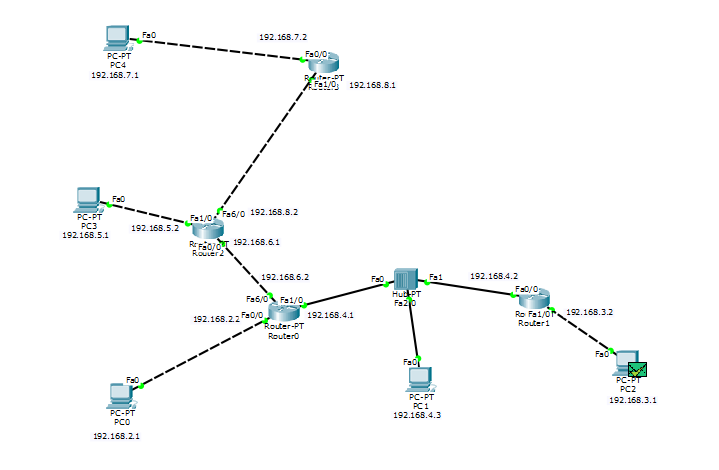 Fa0
192.168.7.2
Fa0/0
PC-PT
PC4
192.168.7.1
Fa1/0
192.168.8.1
Fa0
PC-PT
PC3
192.168.5.1
192.168.5.2
Fa1/0
Fa6/0
192.168.8.2
Fa0/0
Router2
192.168.6.1
192.168.6.2
Fa6/0
Fa1/0
Fa0/0
192.168.2.2
192.168.4.1
Router-PT
Router0
Fa0
Fa1
Hub-PT
192.168.4.2
Fa0/0
Fa1/0
Router1
192.168.3.2
Fa0
PC-PT
PC2
192.168.3.1
Fa0
PC-PT
PC1
192.168.4.3
Fa0
PC-PT
PC0
192.168.2.1